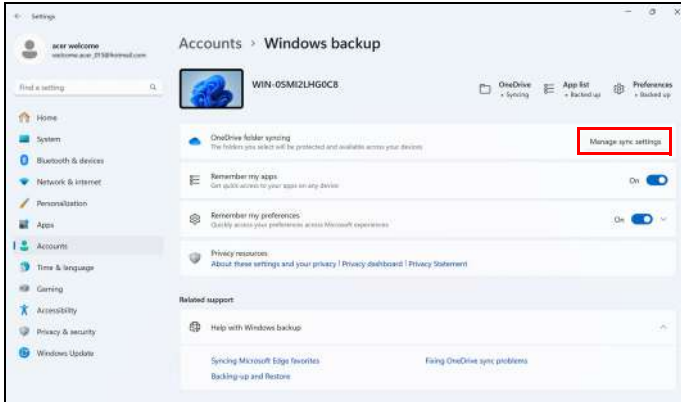 Settings
acer welcome
Find a setting
Home
System
Bluetooth & devices
Network & internet
Personalization
Apps
Accounts
Time & language
Gaming
Accessibility
Privacy & security
Windows Update
Accounts > Windows backup
WIN-0SMI2LHG0C8
OneDrive
• Syncing
App list
• Backed up
Preferences
• Backed up
OneDrive folder syncing
The folders you select will be protected and available across your devices
Manage sync settings
Remember my apps
Get quick access to your apps on any device
On
Remember my preferences
Quickly access your preferences across Microsoft experiences
On
Privacy resources
About these settings and your privacy | Privacy dashboard | Privacy Statement
Related support
Help with Windows backup
Syncing Microsoft Edge favorites
Fixing OneDrive sync problems
Backing-up and Restore